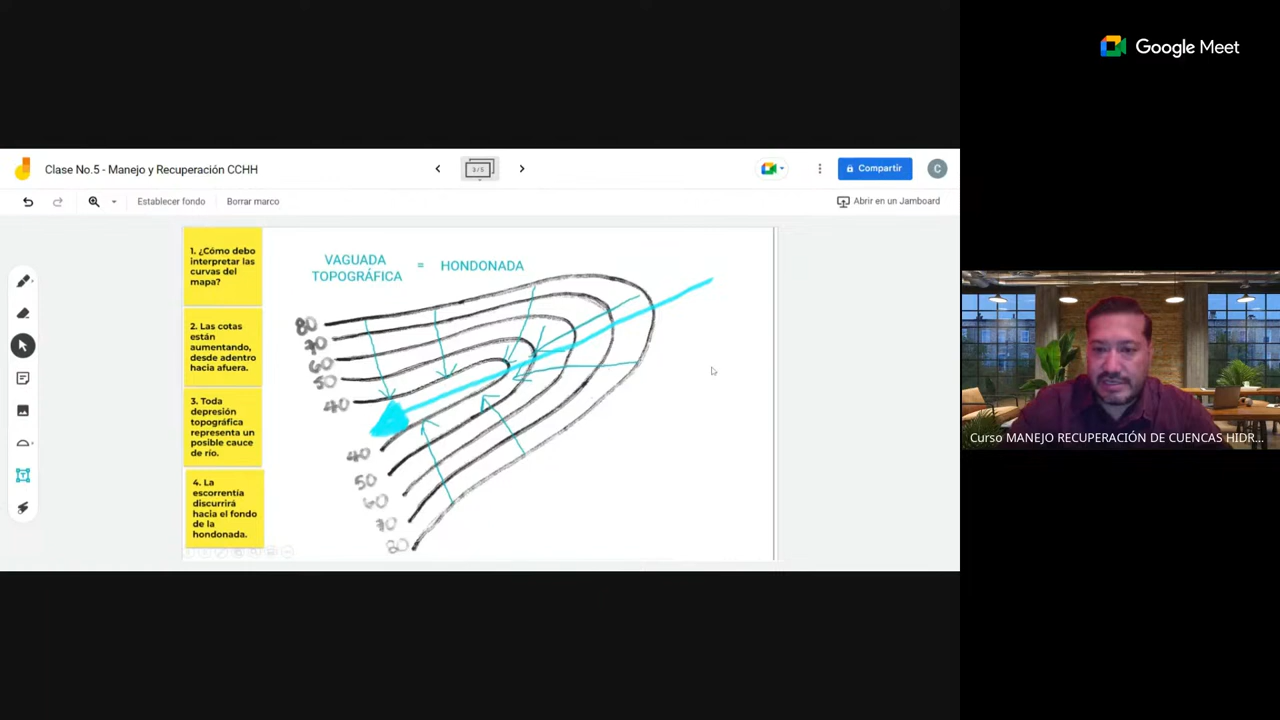 Google Meet
Clase No.5 - Manejo y Recuperación CCHH
3/5
Compartir
C
Establecer fondo
Borrar marco
Abrir en un Jamboard
1. ¿Cómo debo
interpretar las
curvas del
mapa?
2. Las cotas
están
aumentando,
desde adentro
hacia afuera.
3. Toda
depresión
topográfica
representa un
posible cauce
de río.
4. La
escorrentía
discurrirá
hacia el fondo
de la
hondonada.
VAGUADA
TOPOGRÁFICA
=
HONDONADA
80
70
60
50
40
40
50
60
70
80
Curso MANEJO RECUPERACIÓN DE CUENCAS HIDR...